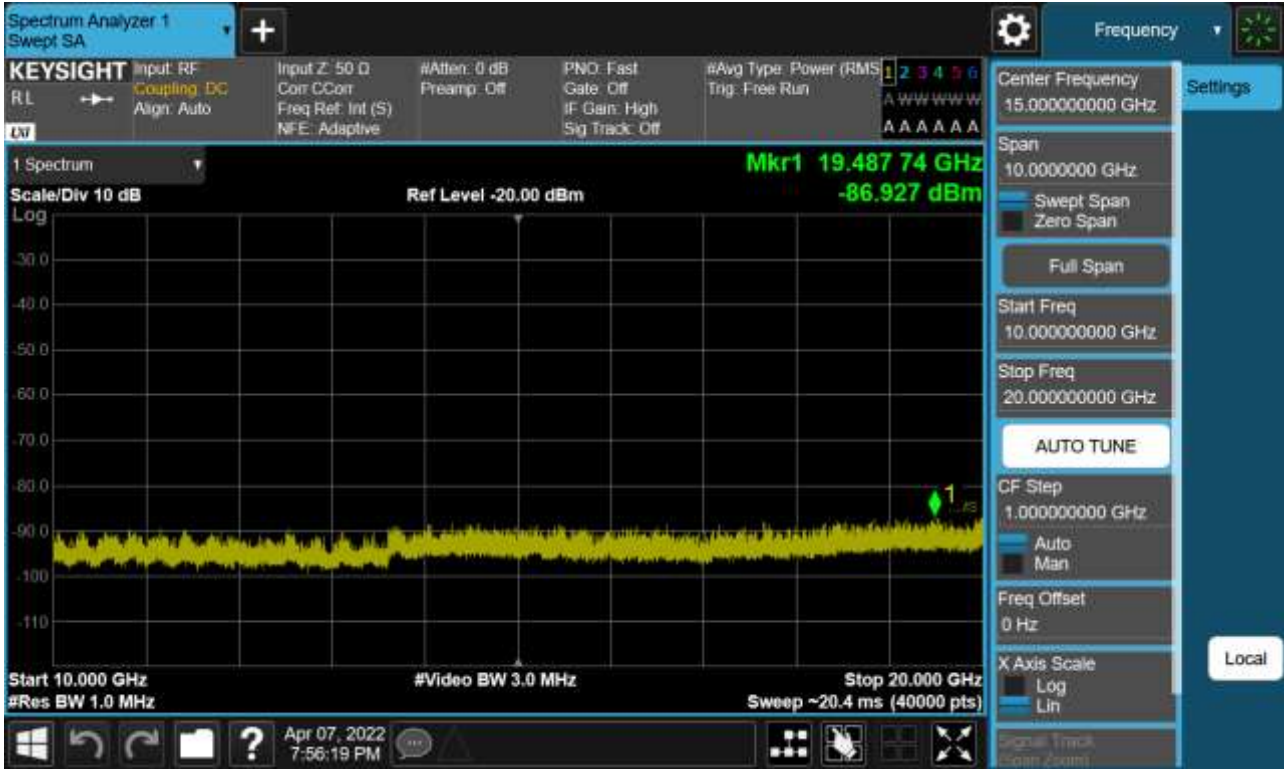 Spectrum Analyzer 1
Swept SA
Frequency
KEYSIGHT
RL
LXI
Input: RF
Coupling: DC
Align: Auto
Input Z: 50 Ω
Corr CCorr
Freq Ref: Int (S)
NFE: Adaptive
#Atten: 0 dB
Preamp: Off
PNO: Fast
Gate: Off
IF Gain: High
Sig Track: Off
#Avg Type: Power (RMS
Trig: Free Run
1 2 3 4 5 6
A W W W W W
A A A A A A
1 Spectrum
Mkr1 19.487 74 GHz
-86.927 dBm
Scale/Div 10 dB
Ref Level -20.00 dBm
Log
-30.0
-40.0
-50.0
-60.0
-70.0
-80.0
-90.0
-100
-110
1
Start 10.000 GHz
#Video BW 3.0 MHz
Stop 20.000 GHz
#Res BW 1.0 MHz
Sweep ~20.4 ms (40000 pts)
Apr 07, 2022
7:56:19 PM
Center Frequency
15.000000000 GHz
Settings
Span
10.0000000 GHz
Swept Span
Zero Span
Full Span
Start Freq
10.000000000 GHz
Stop Freq
20.000000000 GHz
AUTO TUNE
CF Step
1.000000000 GHz
Auto
Man
Freq Offset
0 Hz
X Axis Scale
Log
Lin
Local
Signal Track
(Span Zoom)